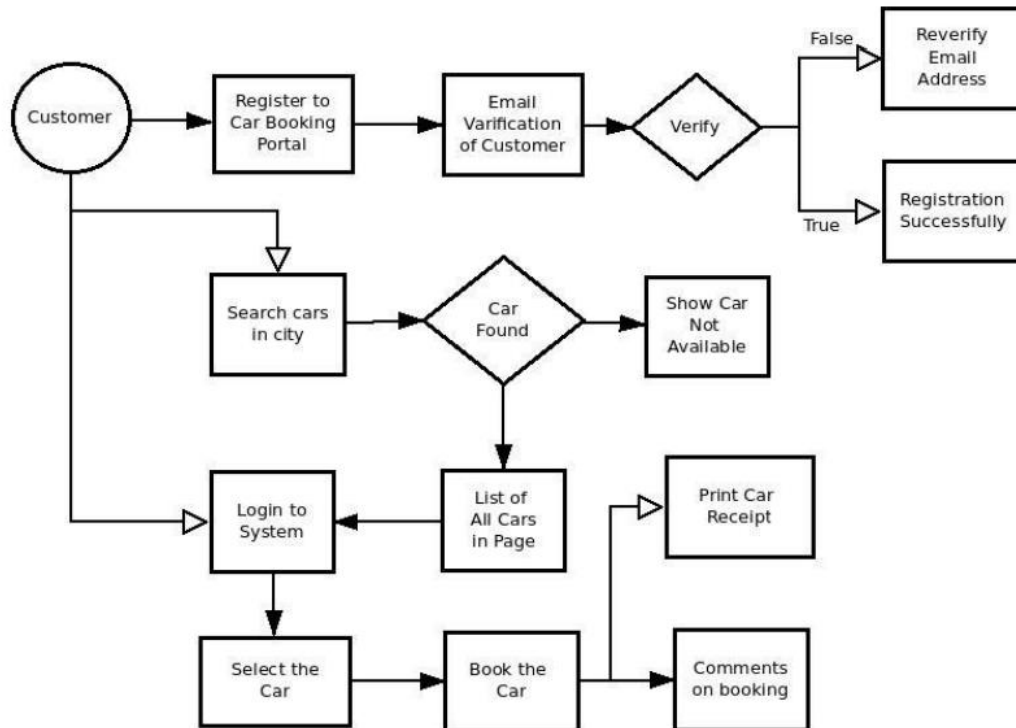 Customer
Register to
Car Booking
Portal
Email
Varification
of Customer
Verify
False
Reverify
Email
Address
True
Registration
Successfully
Search cars
in city
Car
Found
Show Car
Not
Available
Login to
System
List of
All Cars
in Page
Print Car
Receipt
Select the
Car
Book the
Car
Comments
on booking